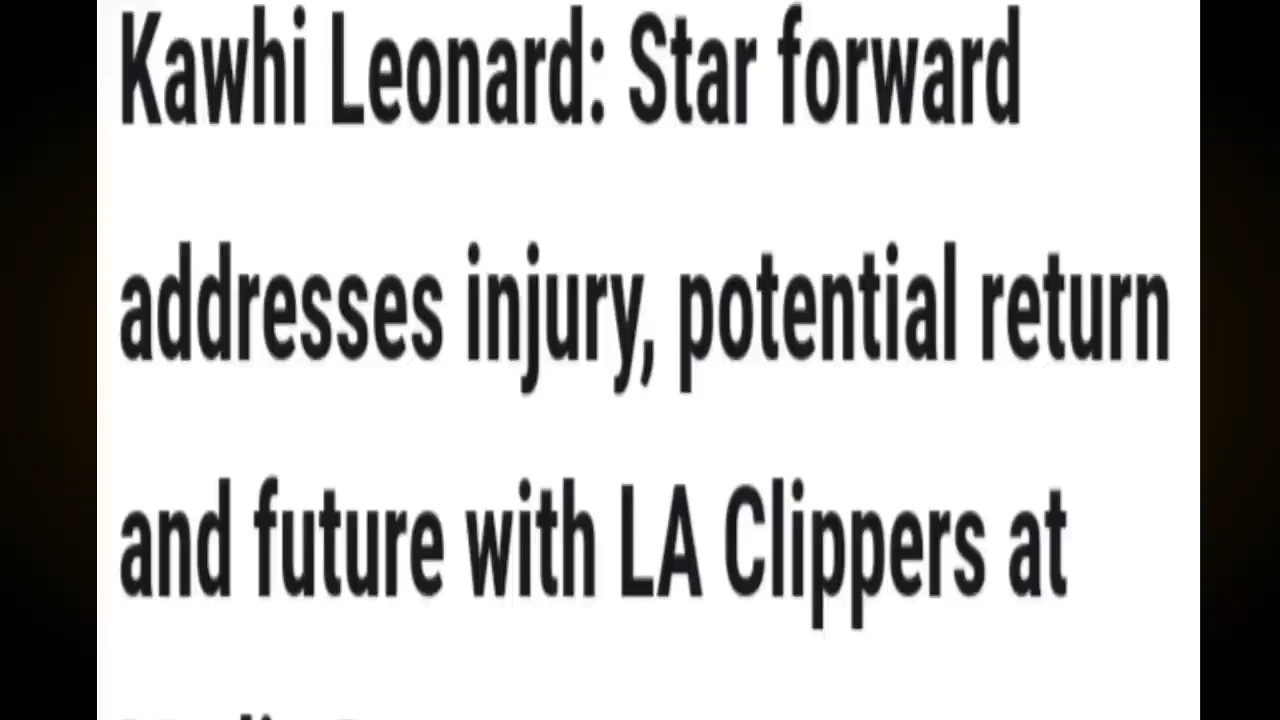 Kawhi Leonard: Star forward
addresses injury, potential return
and future with LA Clippers at